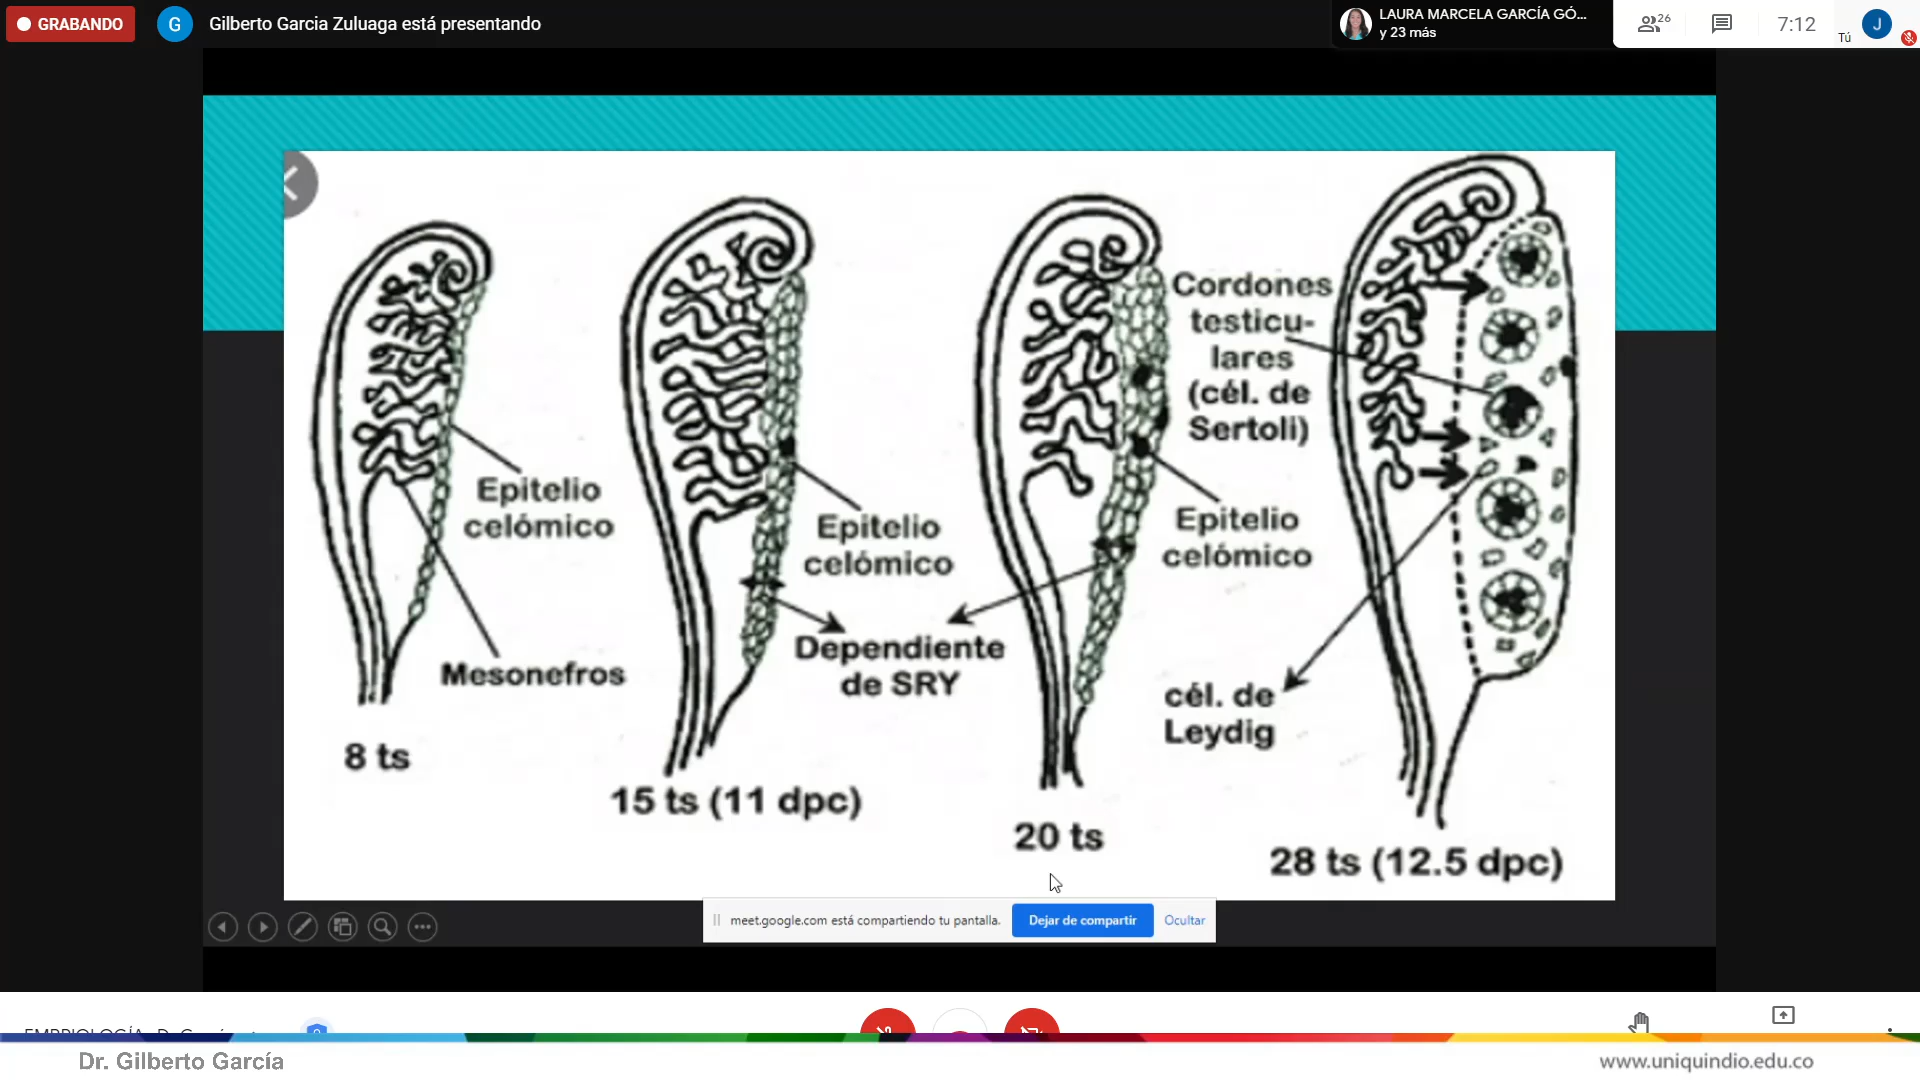 GRABANDO
G
Gilberto Garcia Zuluaga está presentando
LAURA MARCELA GARCÍA GÓ...
y 23 más
26
7:12
Tú
J
Cordones
testicu-
lares
(cél. de
Sertoli)
Epitelio
celómico
Epitelio
celómico
Epitelio
celómico
Mesonefros
Dependiente
de SRY
cél. de
Leydig
8 ts
15 ts (11 dpc)
20 ts
28 ts (12.5 dpc)
meet.google.com está compartiendo tu pantalla.
Dejar de compartir
Ocultar
Dr. Gilberto García
www.uniquindio.edu.co